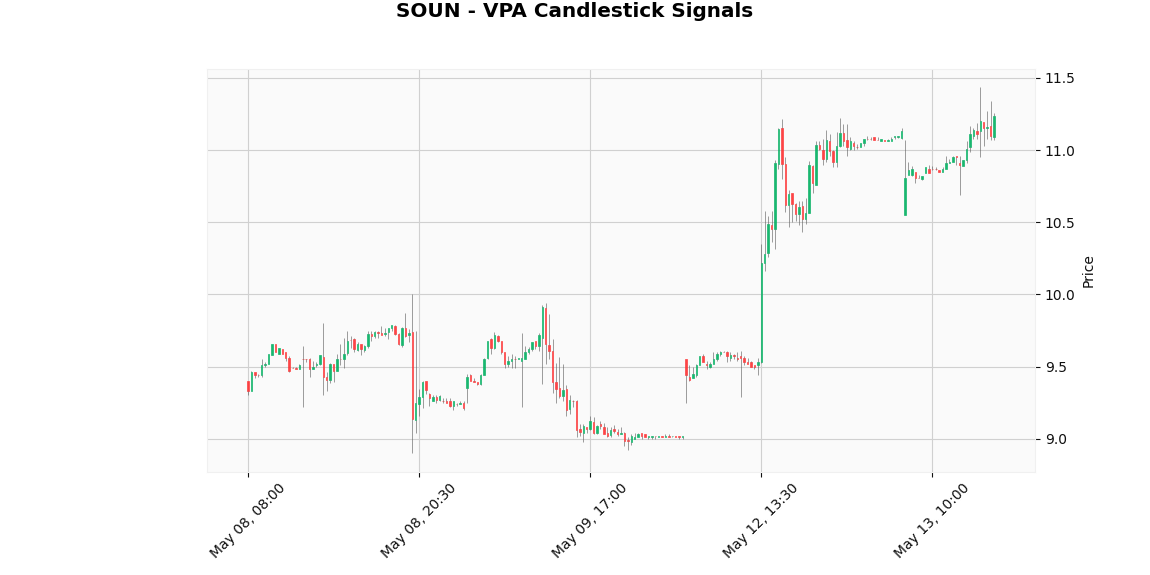 SOUN - VPA Candlestick Signals
11.5
11.0
10.5
10.0
9.5
9.0
Price
May 08, 08:00
May 08, 20:30
May 09, 17:00
May 12, 13:30
May 13, 10:00